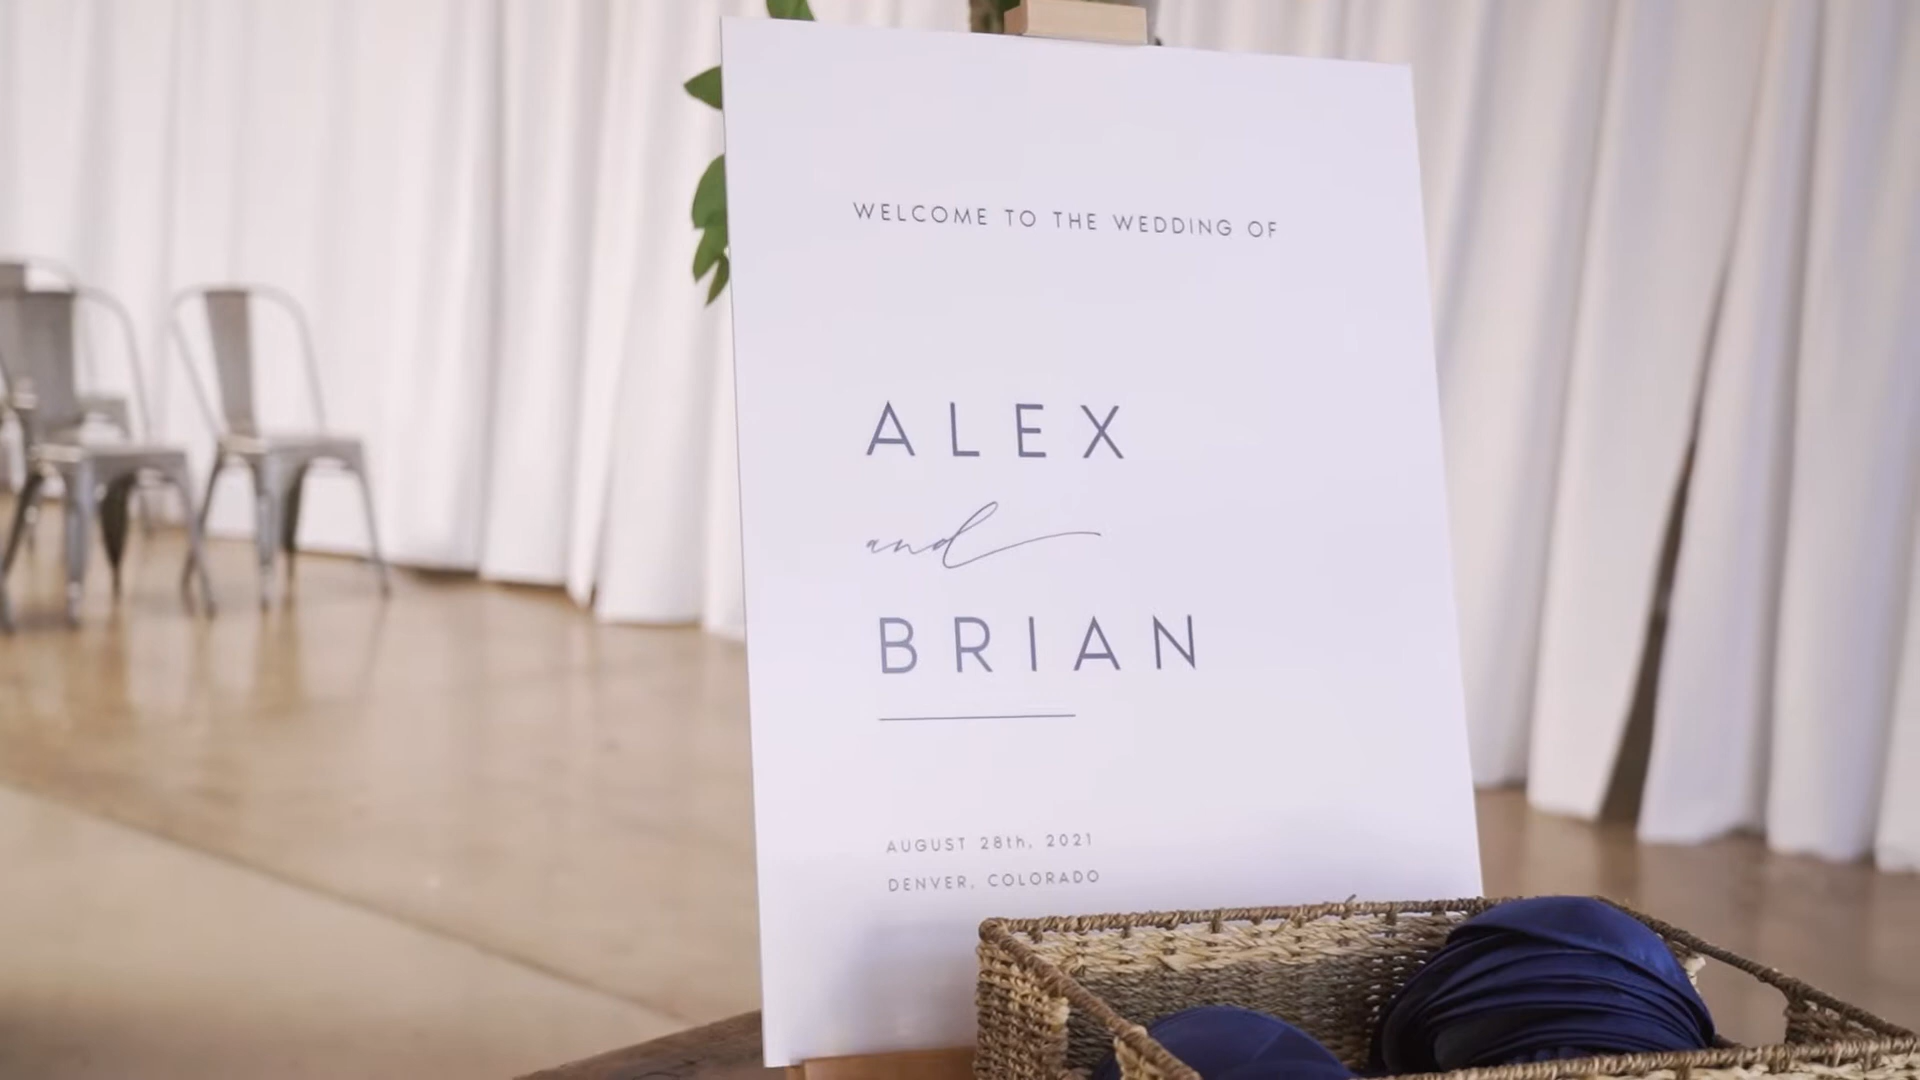 WELCOME TO THE WEDDING OF
ALEX
and
BRIAN
AUGUST 28th, 2021
DENVER, COLORADO